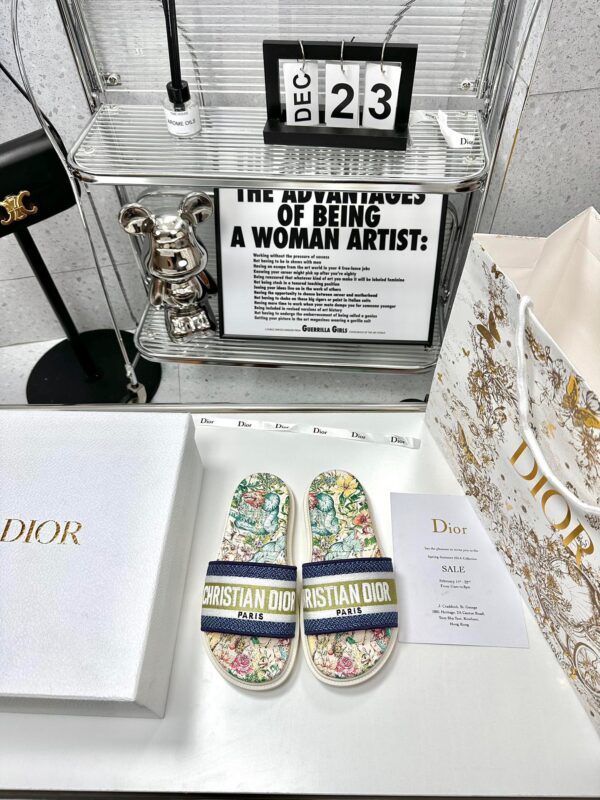 DEC 23
AROME OILS
Dior
THE ADVANTAGES
OF BEING
A WOMAN ARTIST:
Working without the pressure of success
Not having to be in shows with men
Having an escape from the art world in your 4 free-lance jobs
Knowing your career might pick up after you're eighty
Being reassured that whatever kind of art you make it will be labeled feminine
Not being stuck in a tenured teaching position
Seeing your ideas live on in the work of others
Having the opportunity to choose between career and motherhood
Not having to choke on those big cigars or paint in Italian suits
Having more time to work when your mate dumps you for someone younger
Being included in revised versions of art history
Not having to undergo the embarrassment of being called a genius
Getting your picture in the art magazines wearing a gorilla suit
GUERRILLA GIRLS
Dior Dior Dior Dior Dior
DIOR
DIOR
CHRISTIAN DIOR
PARIS
RISTIAN DIOR
PARIS
Dior
SALE
Hong Kong